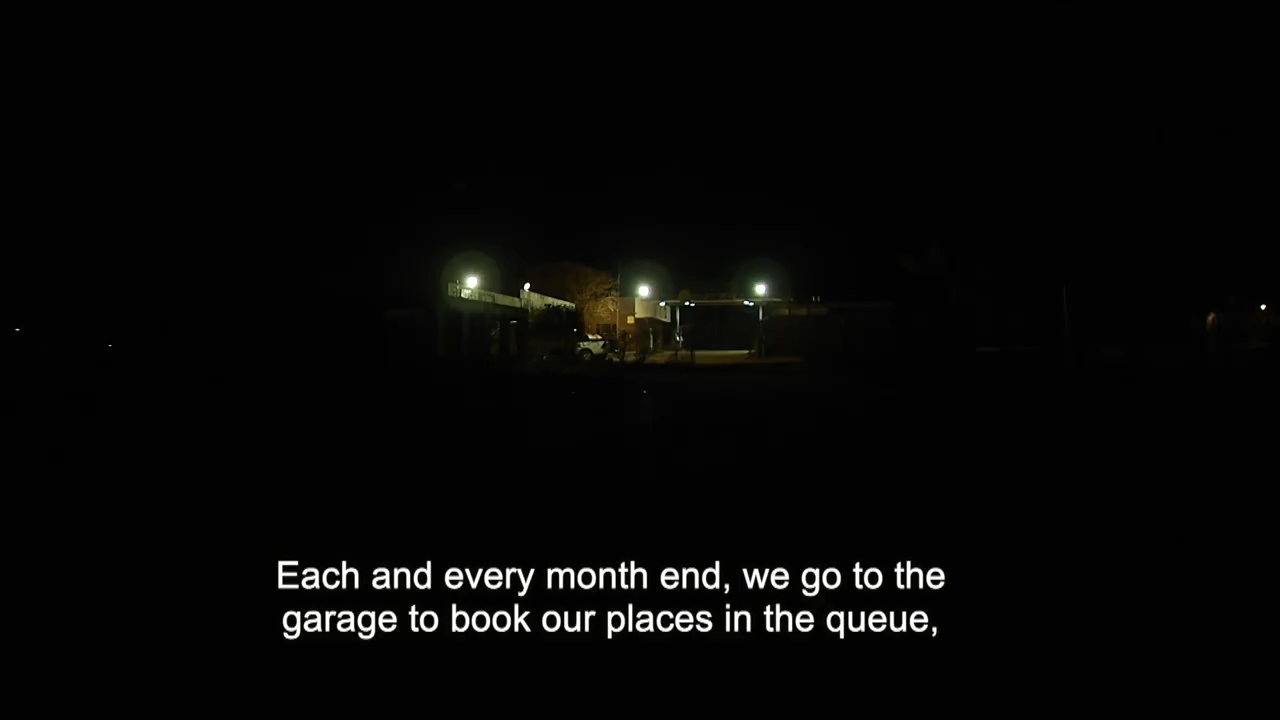 Each and every month end, we go to the
garage to book our places in the queue,